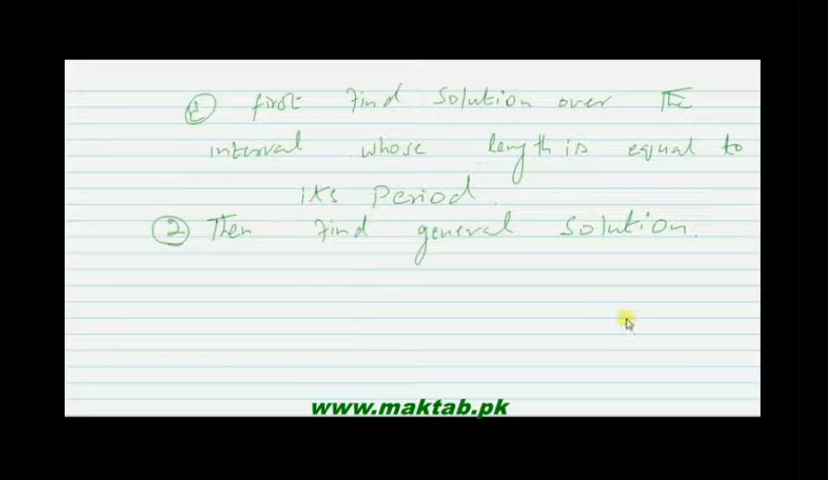 ① first Find Solution over The
interval whose length is equal to
its Period.
② Then Find general Solution.
www.maktab.pk